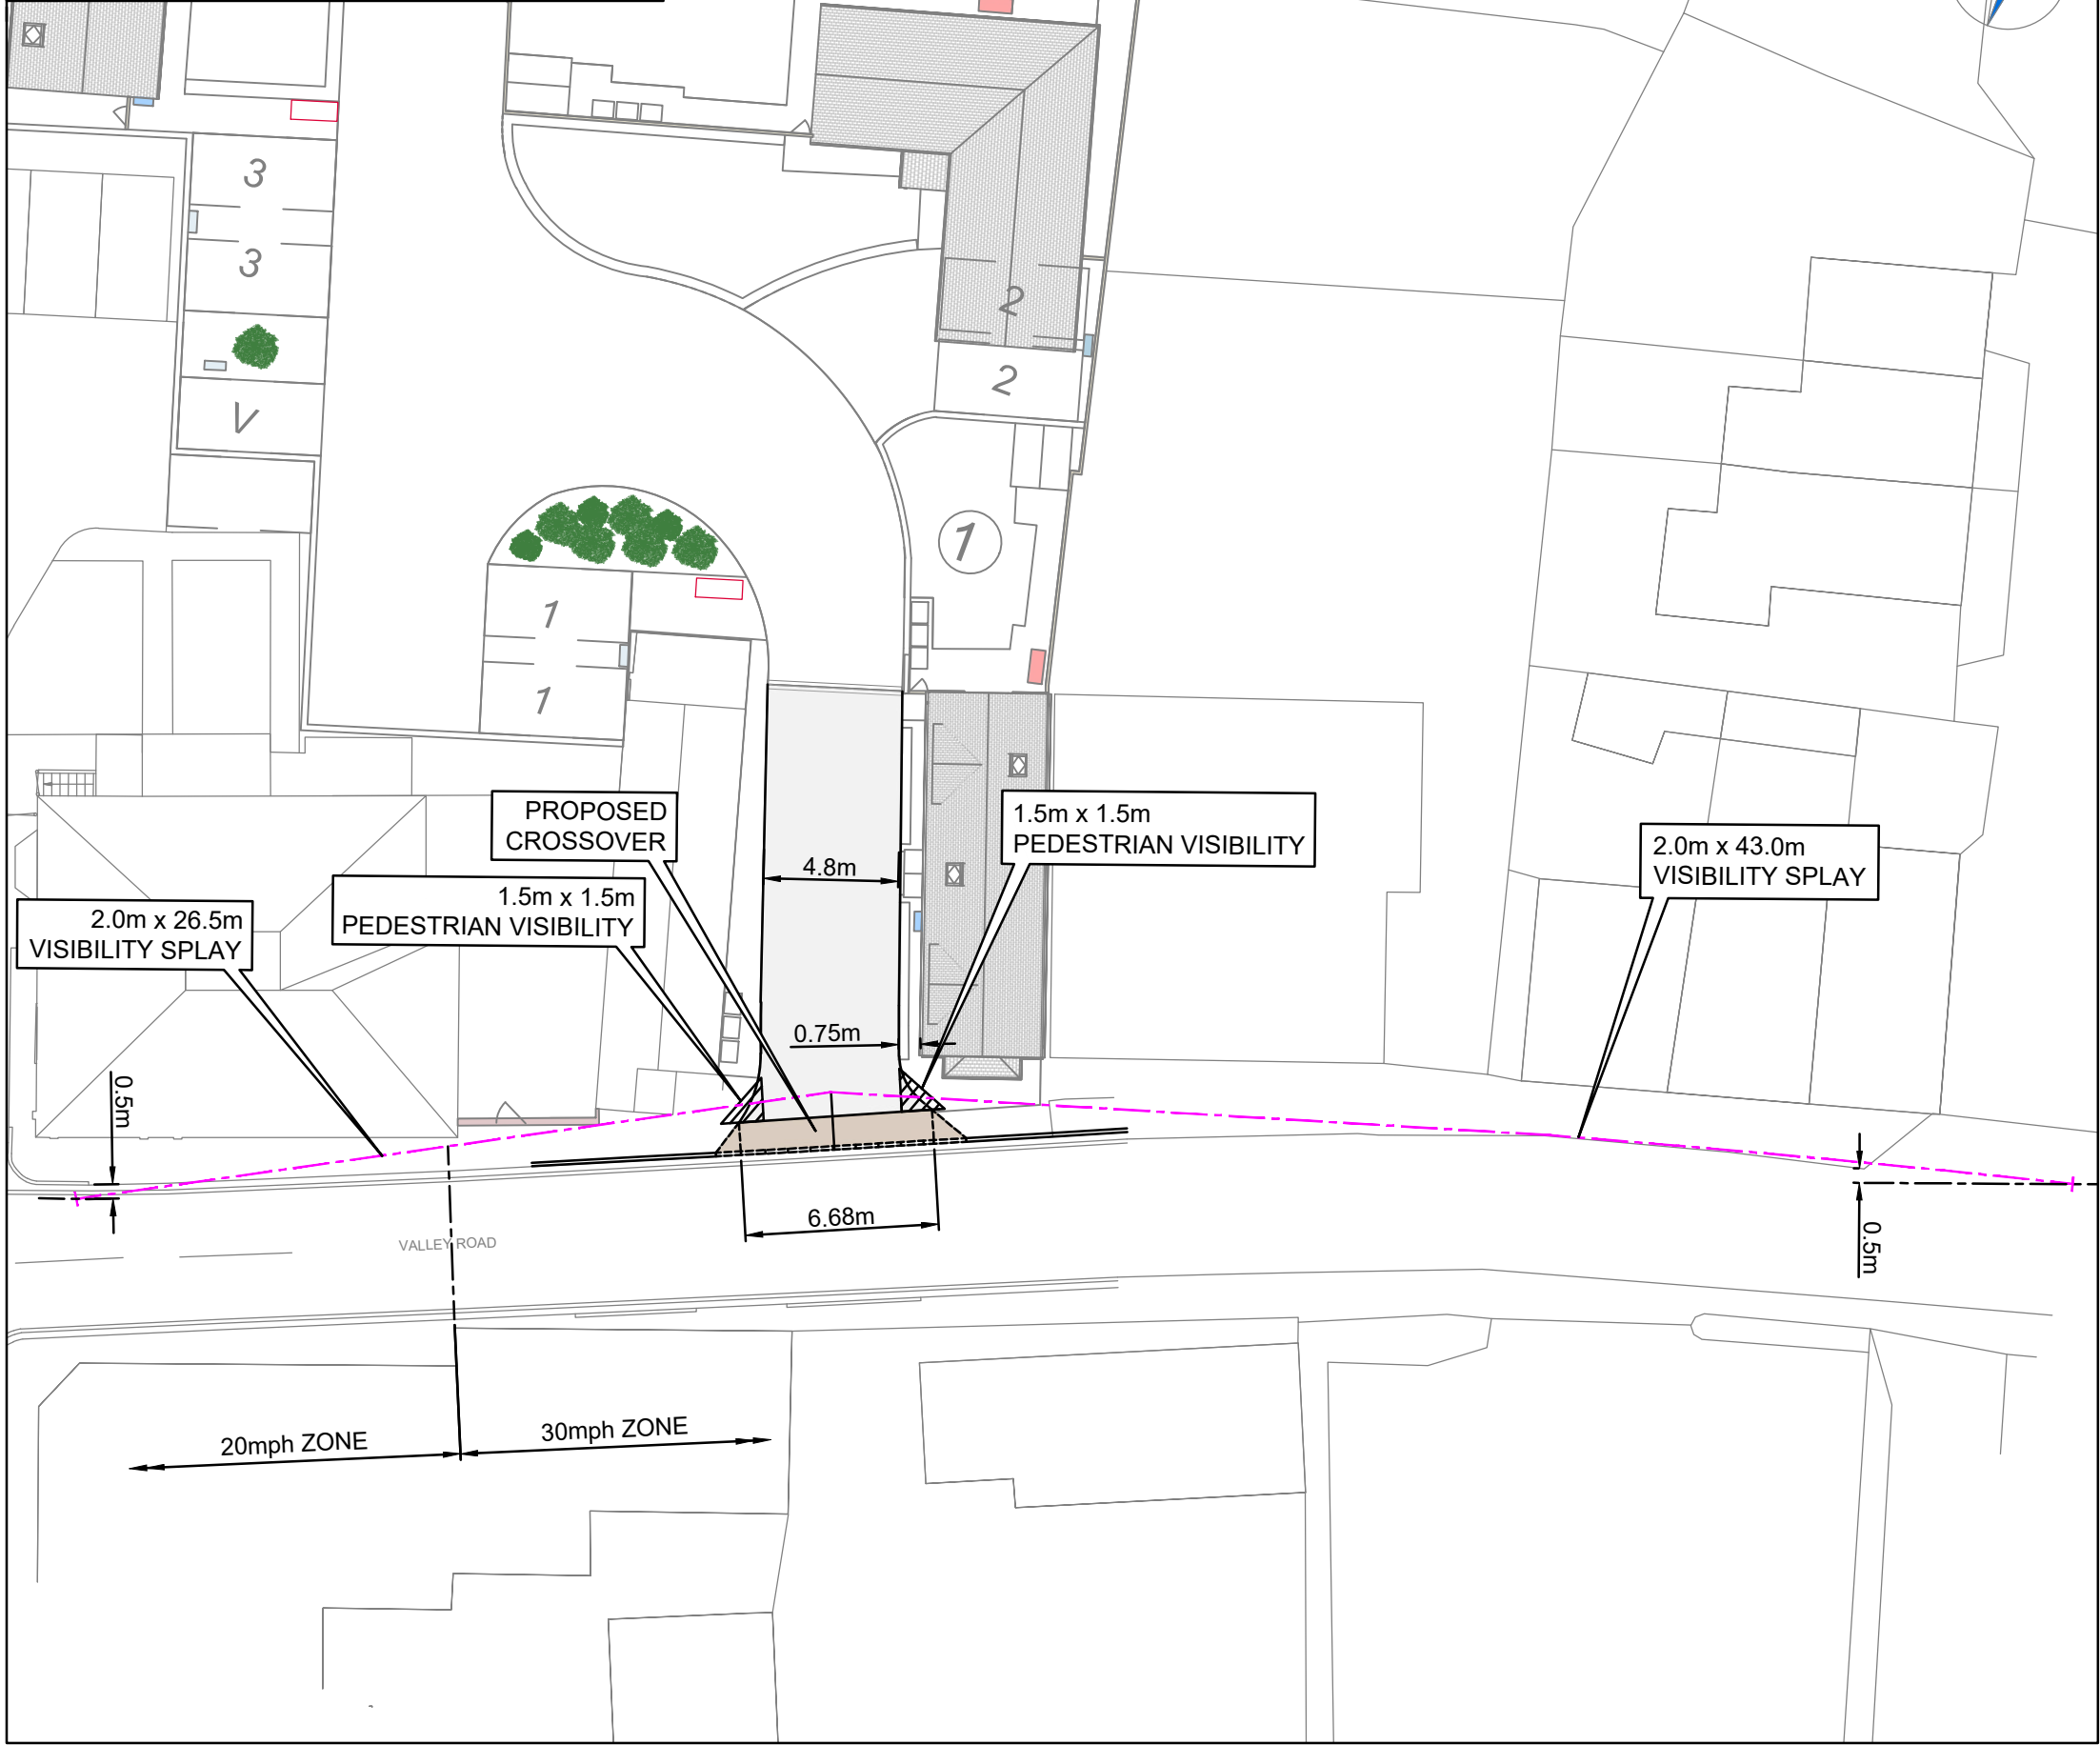 3
3
2
2
V
1
1
1
PROPOSED
CROSSOVER
1.5m x 1.5m
PEDESTRIAN VISIBILITY
2.0m x 43.0m
VISIBILITY SPLAY
4.8m
1.5m x 1.5m
PEDESTRIAN VISIBILITY
2.0m x 26.5m
VISIBILITY SPLAY
0.75m
0.5m
6.68m
VALLEY ROAD
0.5m
20mph ZONE
30mph ZONE